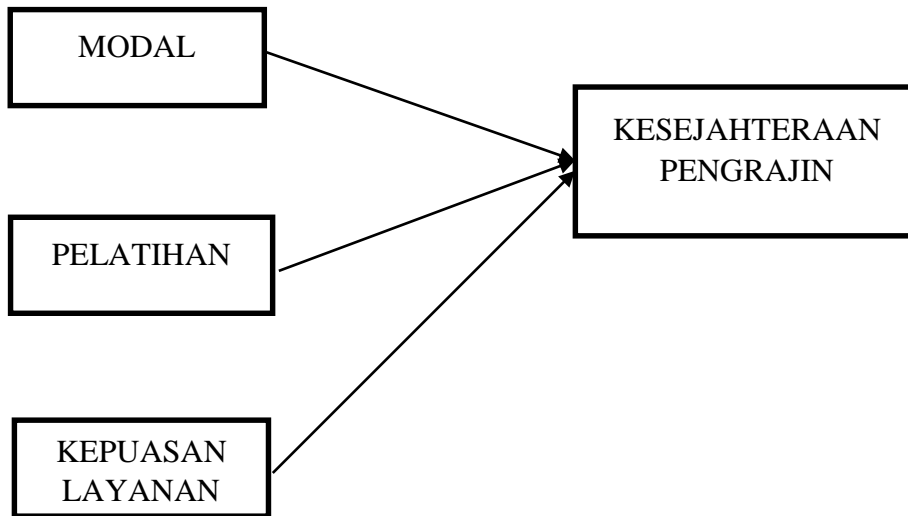 MODAL
KESEJAHTERAAN
PENGRAJIN
PELATIHAN
KEPUASAN
LAYANAN